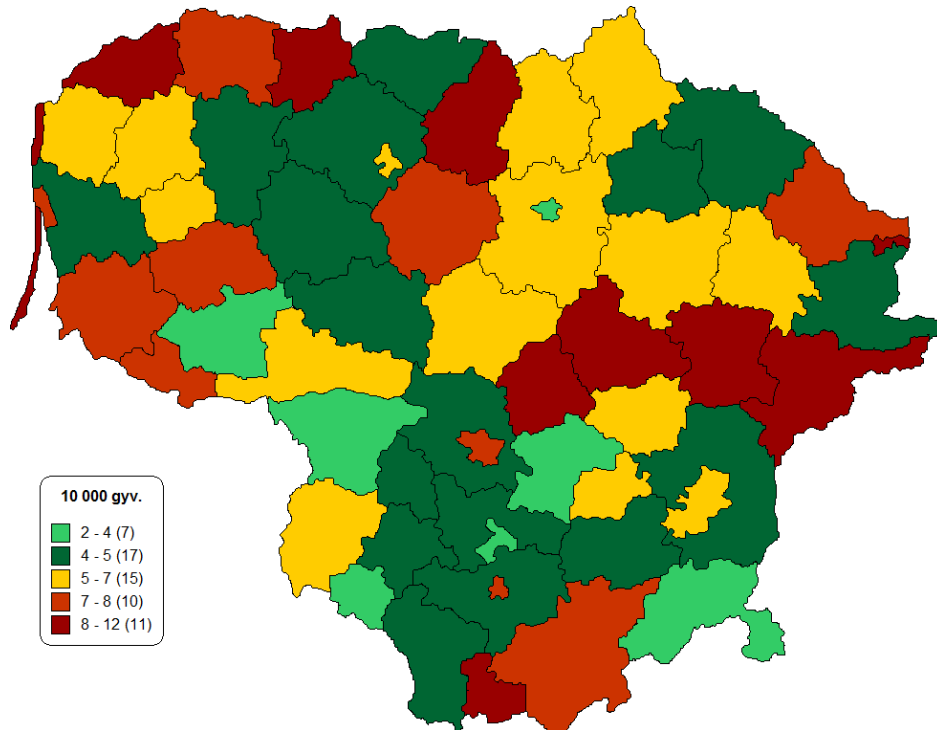 10 000 gyv.
2 - 4 (7)
4 - 5 (17)
5 - 7 (15)
7 - 8 (10)
8 - 12 (11)